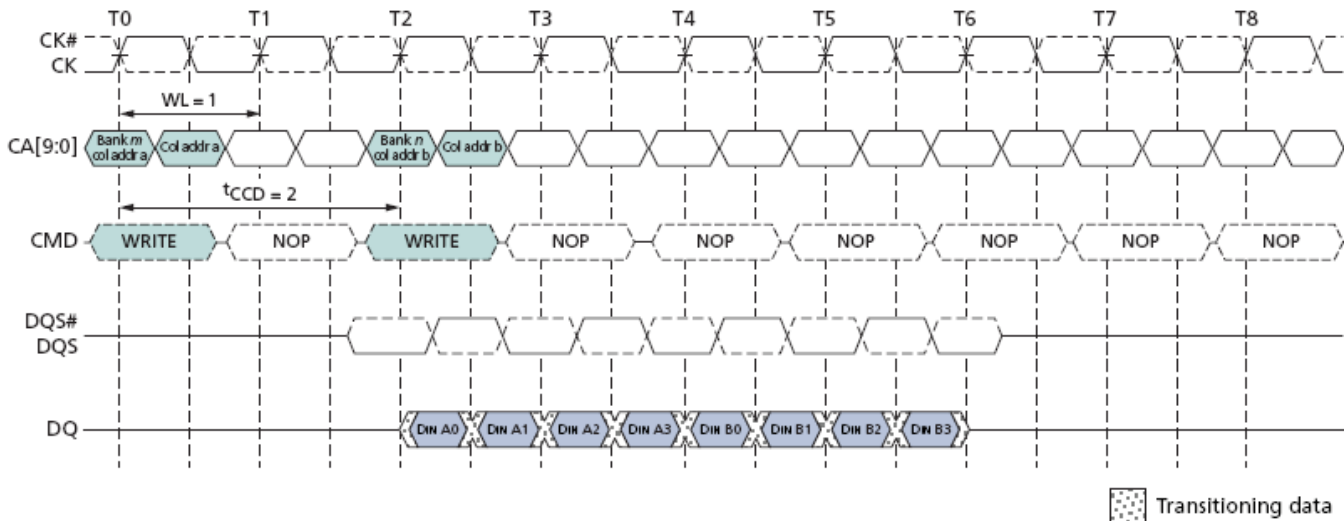 T0 T1 T2 T3 T4 T5 T6 T7 T8
CK#
CK
WL = 1
CA[9:0]
Bank m
col addr a
Col addr a
Bank n
col addr b
Col addr b
tCCD = 2
CMD WRITE NOP WRITE NOP NOP NOP NOP NOP NOP
DQS#
DQS
DQ DIN A0 DIN A1 DIN A2 DIN A3 DIN B0 DIN B1 DIN B2 DIN B3
Transitioning data